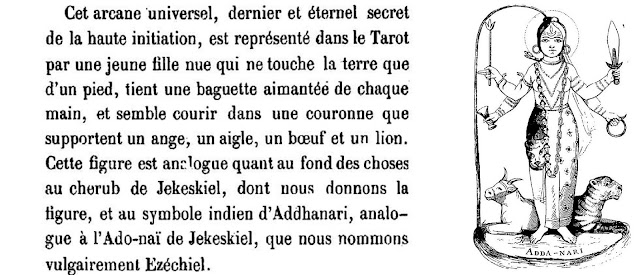 Cet arcane universel, dernier et éternel secret
de la haute initiation, est représenté dans le Tarot
par une jeune fille nue qui ne touche la terre que
d'un pied, tient une baguette aimantée de chaque
main, et semble courir dans une couronne que
supportent un ange, un aigle, un bœuf et un lion.
Cette figure est analogue quant au fond des choses
au cherub de Jekeskiel, dont nous donnons la
figure, et au symbole indien d'Addhanari, analo-
gue à l'Ado-naï de Jekeskiel, que nous nommons
vulgairement Ezéchiel.
ADDA-NARI